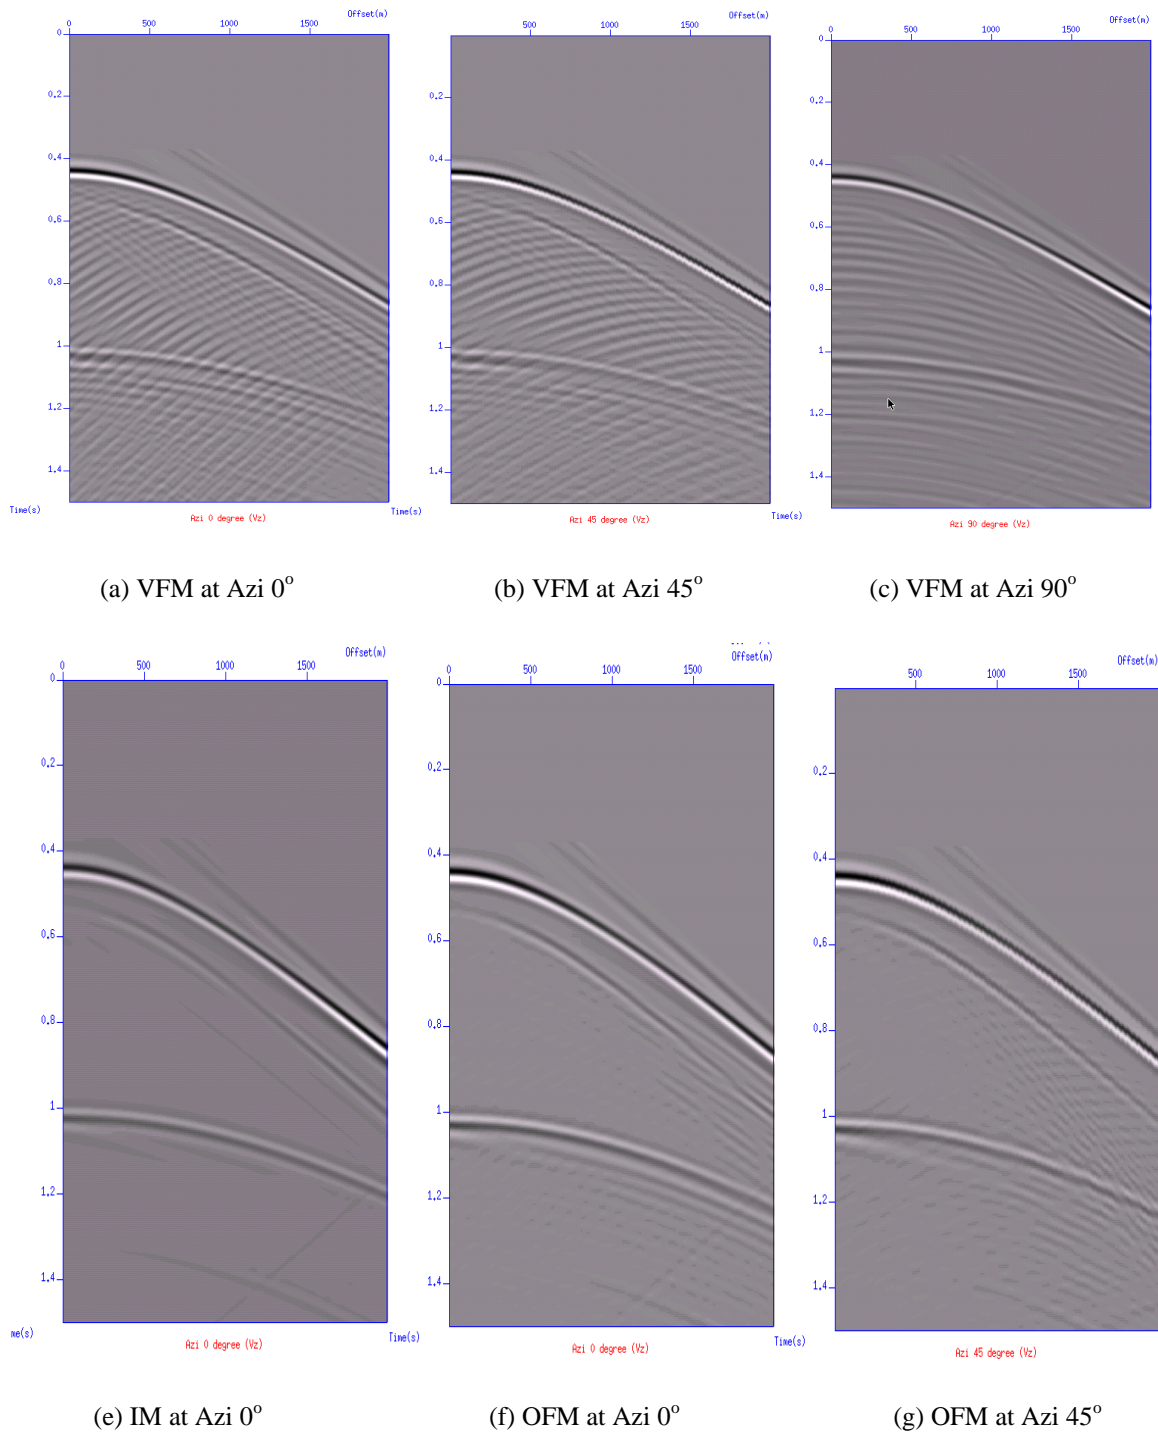 Offset(m) Offset(m) Offset(m)
0 500 1000 1500 500 1000 1500 0 500 1000 1500
0 0
0.2 0.2 0.2
0.4 0.4 0.4
0.6 0.6 0.6
0.8 0.8 0.8
1 1 1
1.2 1.2 1.2
1.4 1.4 1.4
Time(s) Time(s) Time(s)
Azi 0 degree (Vz) Azi 45 degree (Vz) Azi 90 degree (Vz)
(a) VFM at Azi 0° (b) VFM at Azi 45° (c) VFM at Azi 90°
Offset(m) Offset(m) Offset(m)
0 500 1000 1500 0 500 1000 1500 500 1000 1500
0 0
0.2 0.2 0.2
0.4 0.4 0.4
0.6 0.6 0.6
0.8 0.8 0.8
1 1 1
1.2 1.2 1.2
1.4 1.4 1.4
me(s) Time(s) Time(s)
Azi 0 degree (Vz) Azi 0 degree (Vz) Azi 45 degree (Vz)
(e) IM at Azi 0° (f) OFM at Azi 0° (g) OFM at Azi 45°